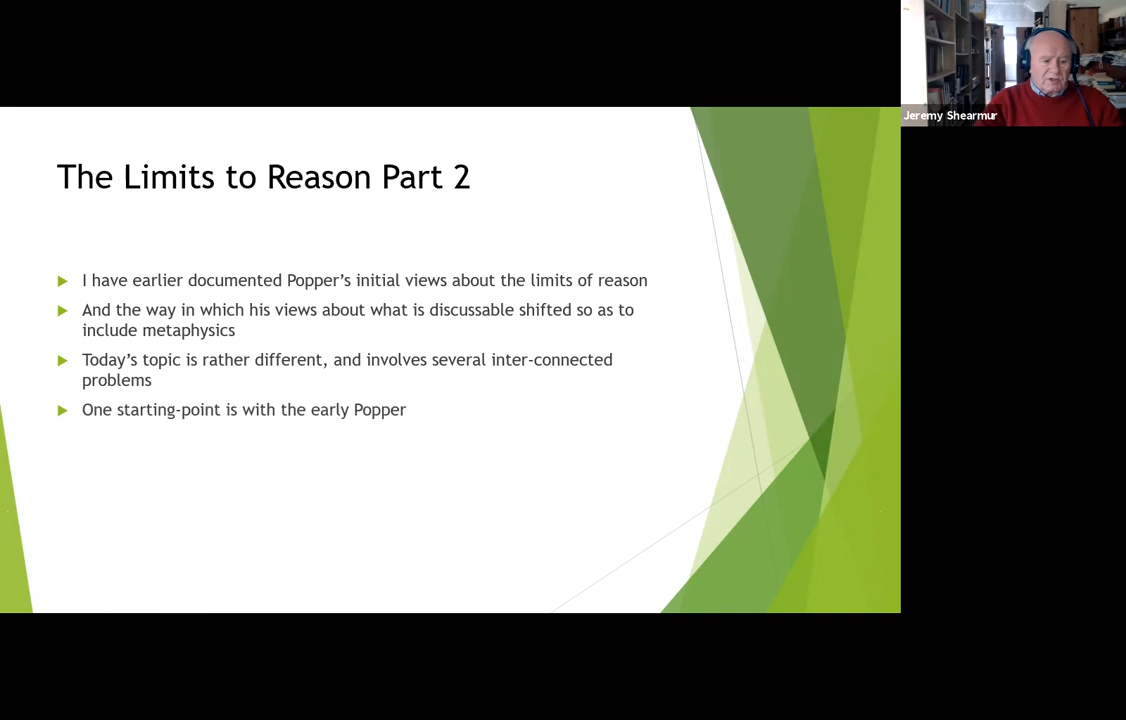 Jeremy Shearmur
The Limits to Reason Part 2
I have earlier documented Popper’s initial views about the limits of reason
And the way in which his views about what is discussable shifted so as to
include metaphysics
Today’s topic is rather different, and involves several inter-connected
problems
One starting-point is with the early Popper